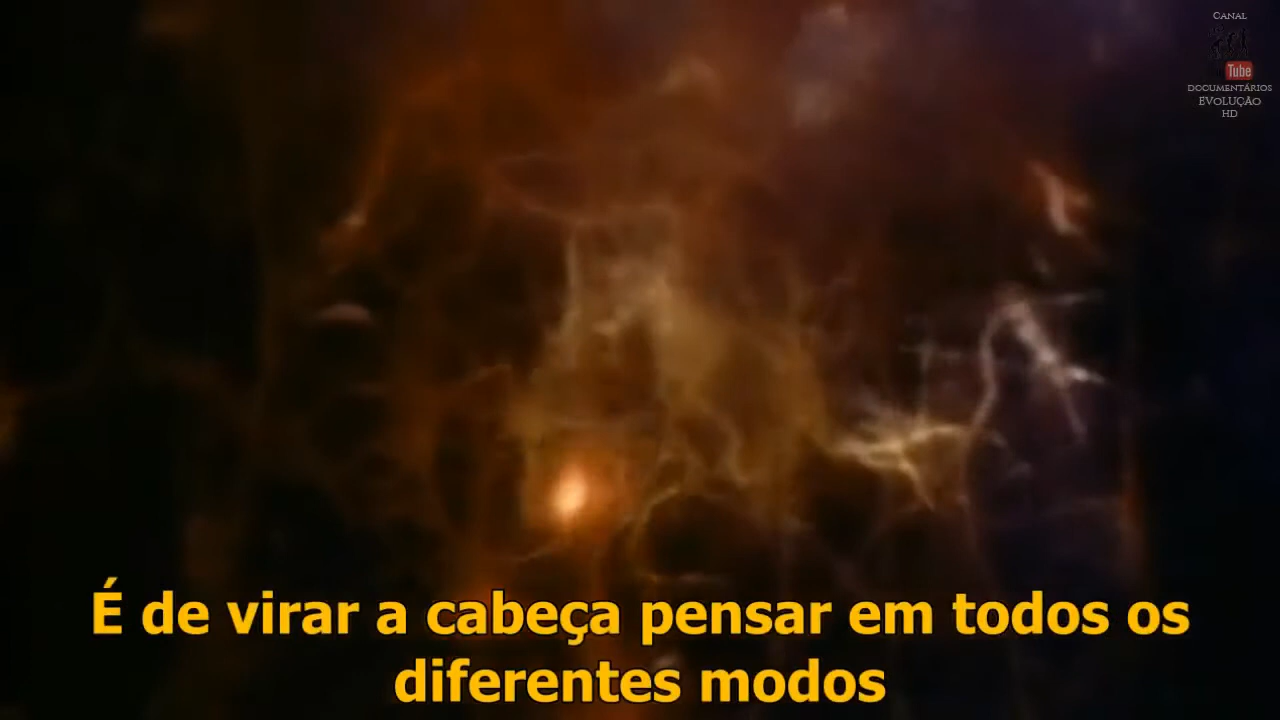 Canal
Tube
documentários
Evolução
HD
É de virar a cabeça pensar em todos os
diferentes modos